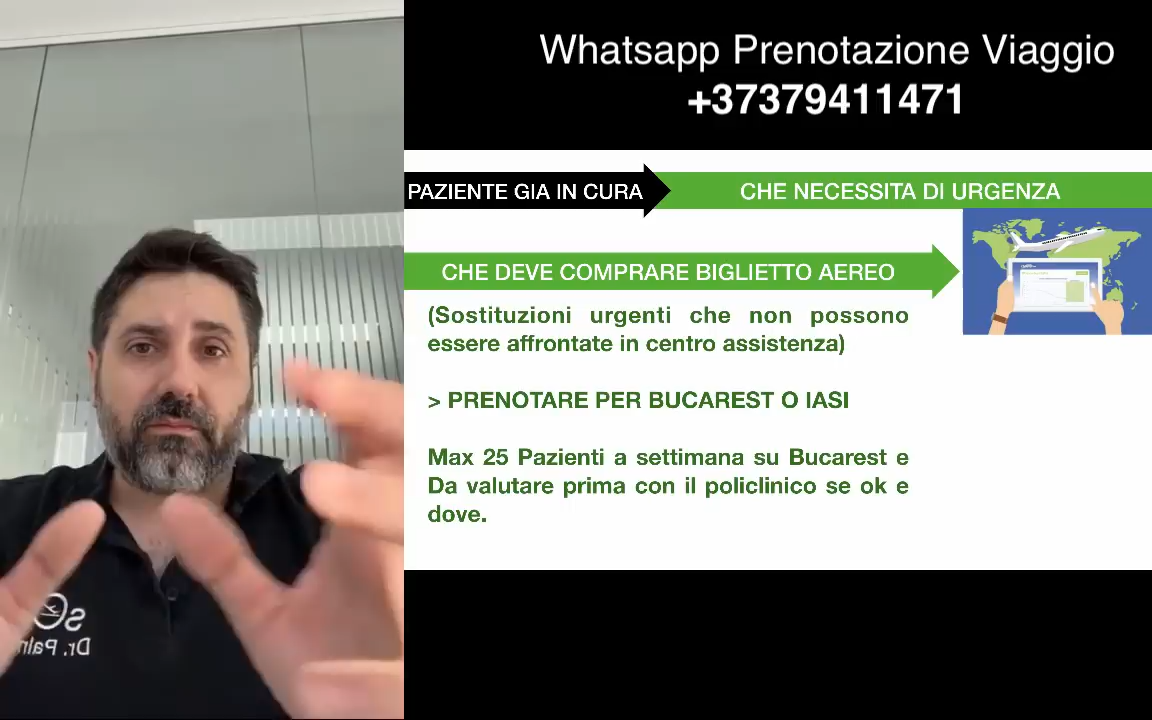 Whatsapp Prenotazione Viaggio
+37379411471
PAZIENTE GIA IN CURA
CHE NECESSITA DI URGENZA
CHE DEVE COMPRARE BIGLIETTO AEREO
(Sostituzioni urgenti che non possono
essere affrontate in centro assistenza)
> PRENOTARE PER BUCAREST O IASI
Max 25 Pazienti a settimana su Bucarest e
Da valutare prima con il policlinico se ok e
dove.
Dr.